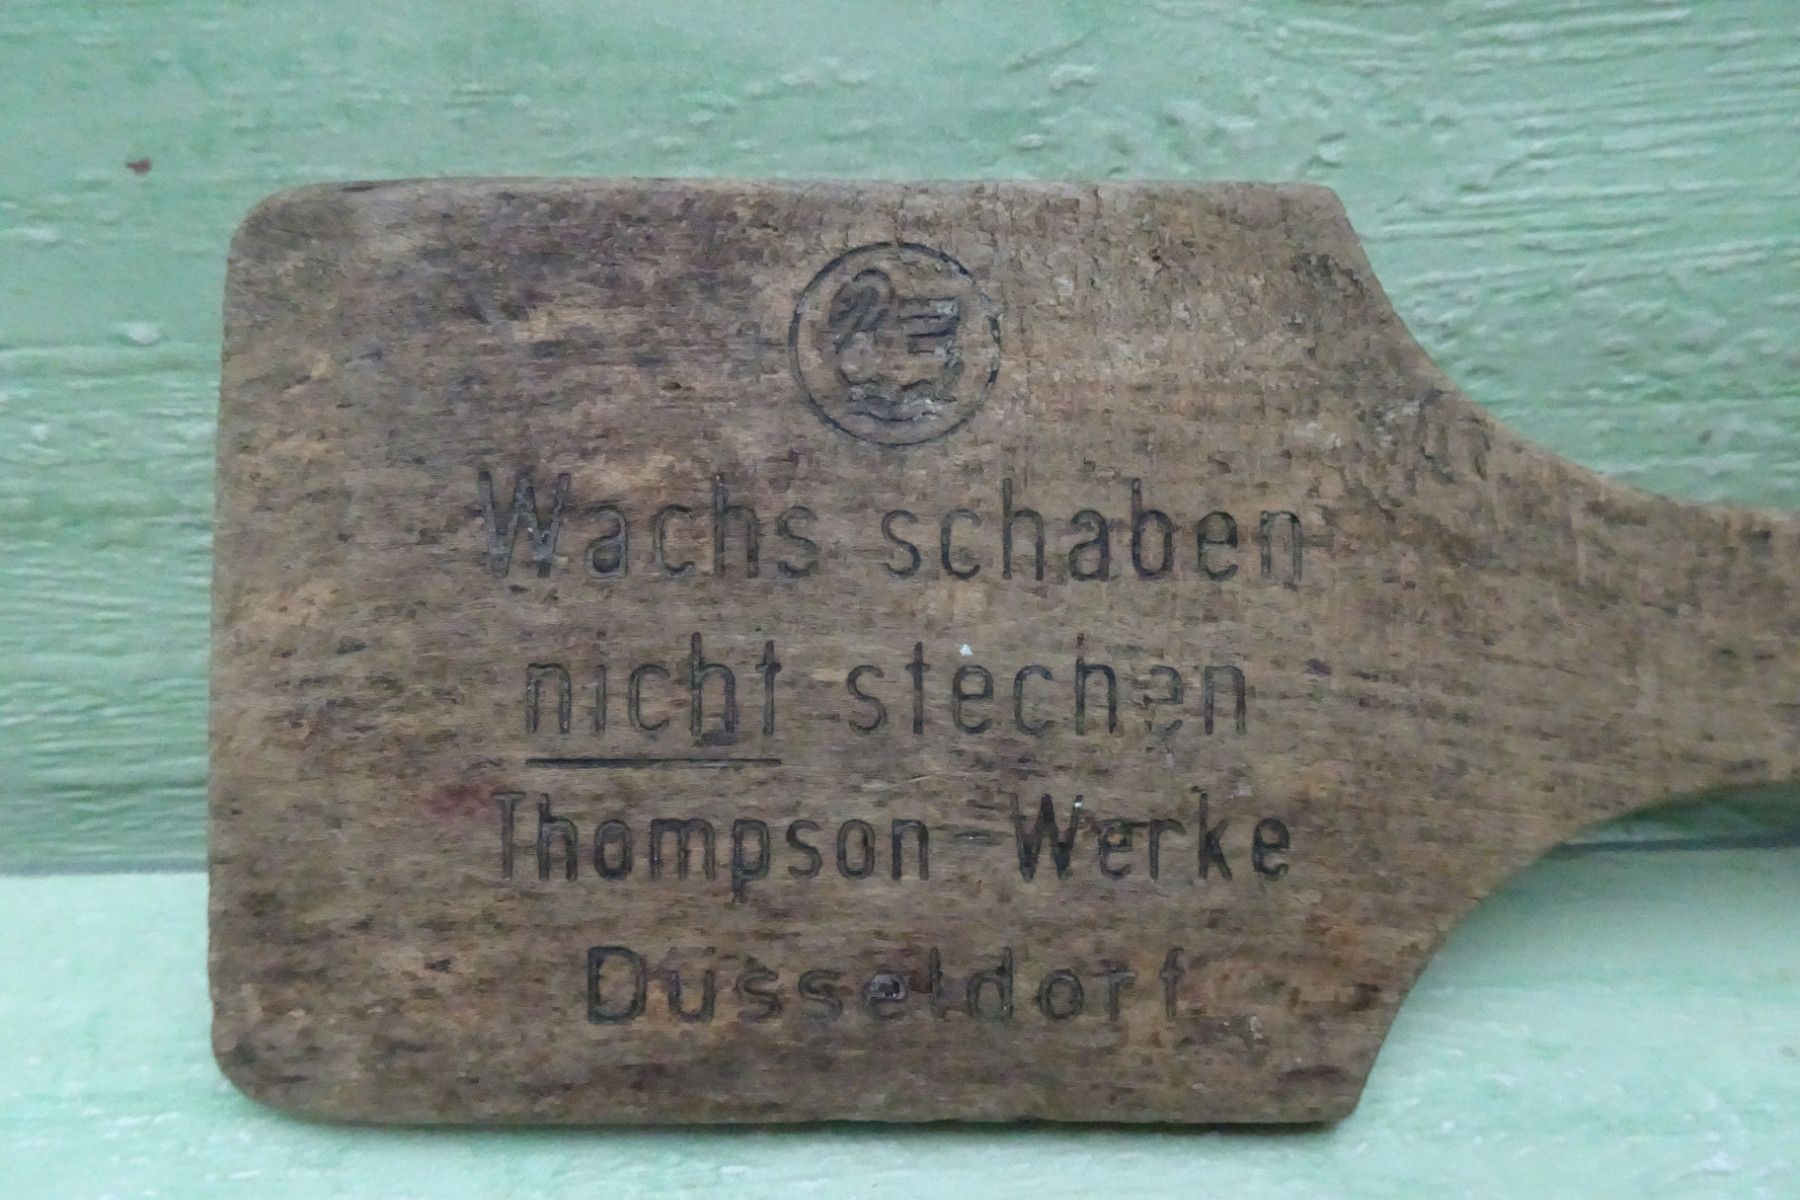 Wachs schaben
nicht stechen
Thompson-Werke
Düsseldorf